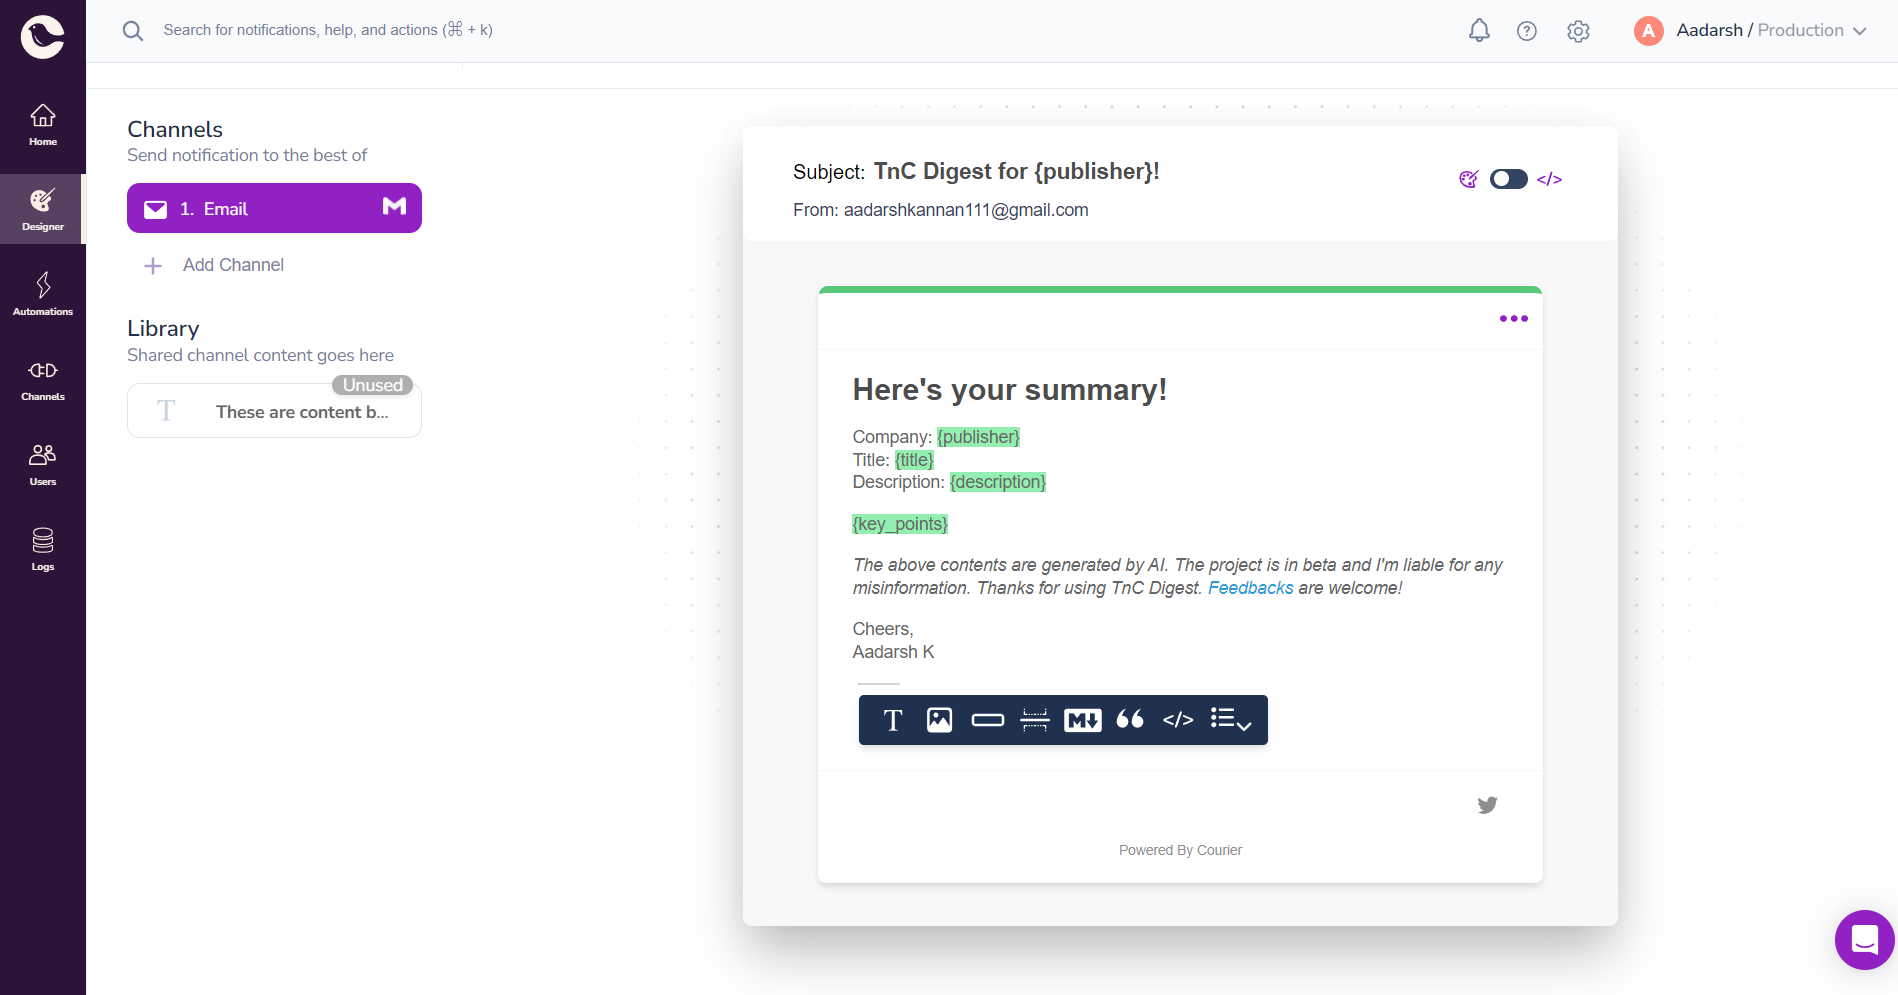 Search for notifications, help, and actions (⌘ + k)
A
Aadarsh / Production
Home
Designer
Automations
Channels
Users
Logs
Channels
Send notification to the best of
1. Email
Add Channel
Library
Shared channel content goes here
Unused
T These are content b...
Subject: TnC Digest for {publisher}!
</>
From: aadarshkannan111@gmail.com
Here's your summary!
Company: {publisher}
Title: {title}
Description: {description}
{key_points}
The above contents are generated by AI. The project is in beta and I'm liable for any
misinformation. Thanks for using TnC Digest. Feedbacks are welcome!
Cheers,
Aadarsh K
T M </>
Powered By Courier